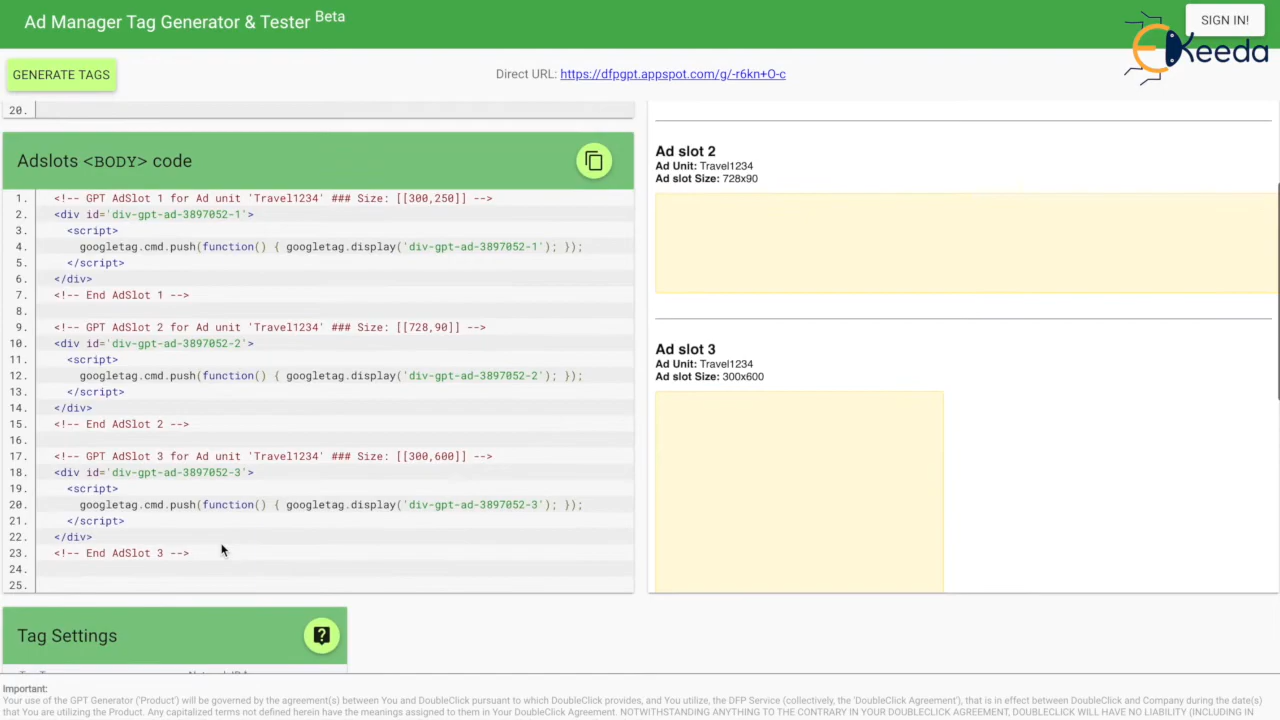 Ad Manager Tag Generator & Tester Beta
SIGN IN!
eKeeda
GENERATE TAGS
Direct URL: https://dfpgpt.appspot.com/g/-r6kn+O-c
20.
Adslots <BODY> code
1. <!-- GPT AdSlot 1 for Ad unit 'Travel1234' ### Size: [[300,250]] -->
2. <div id='div-gpt-ad-3897052-1'>
3. <script>
4. googletag.cmd.push(function() { googletag.display('div-gpt-ad-3897052-1'); });
5. </script>
6. </div>
7. <!-- End AdSlot 1 -->
8.
9. <!-- GPT AdSlot 2 for Ad unit 'Travel1234' ### Size: [[728,90]] -->
10. <div id='div-gpt-ad-3897052-2'>
11. <script>
12. googletag.cmd.push(function() { googletag.display('div-gpt-ad-3897052-2'); });
13. </script>
14. </div>
15. <!-- End AdSlot 2 -->
16.
17. <!-- GPT AdSlot 3 for Ad unit 'Travel1234' ### Size: [[300,600]] -->
18. <div id='div-gpt-ad-3897052-3'>
19. <script>
20. googletag.cmd.push(function() { googletag.display('div-gpt-ad-3897052-3'); });
21. </script>
22. </div>
23. <!-- End AdSlot 3 -->
24.
25.
Ad slot 2
Ad Unit: Travel1234
Ad slot Size: 728x90
Ad slot 3
Ad Unit: Travel1234
Ad slot Size: 300x600
Tag Settings
Important:
Your use of the GPT Generator ('Product') will be governed by the agreement(s) between You and DoubleClick pursuant to which DoubleClick provides, and You utilize, the DFP Service (collectively, the 'DoubleClick Agreement'), that is in effect between DoubleClick and Company during the date(s)
that You are utilizing the Product. Any capitalized terms not defined herein have the meanings assigned to them in Your DoubleClick Agreement. NOTWITHSTANDING ANYTHING TO THE CONTRARY IN YOUR DOUBLECLICK AGREEMENT, DOUBLECLICK WILL HAVE NO LIABILITY (INCLUDING IN